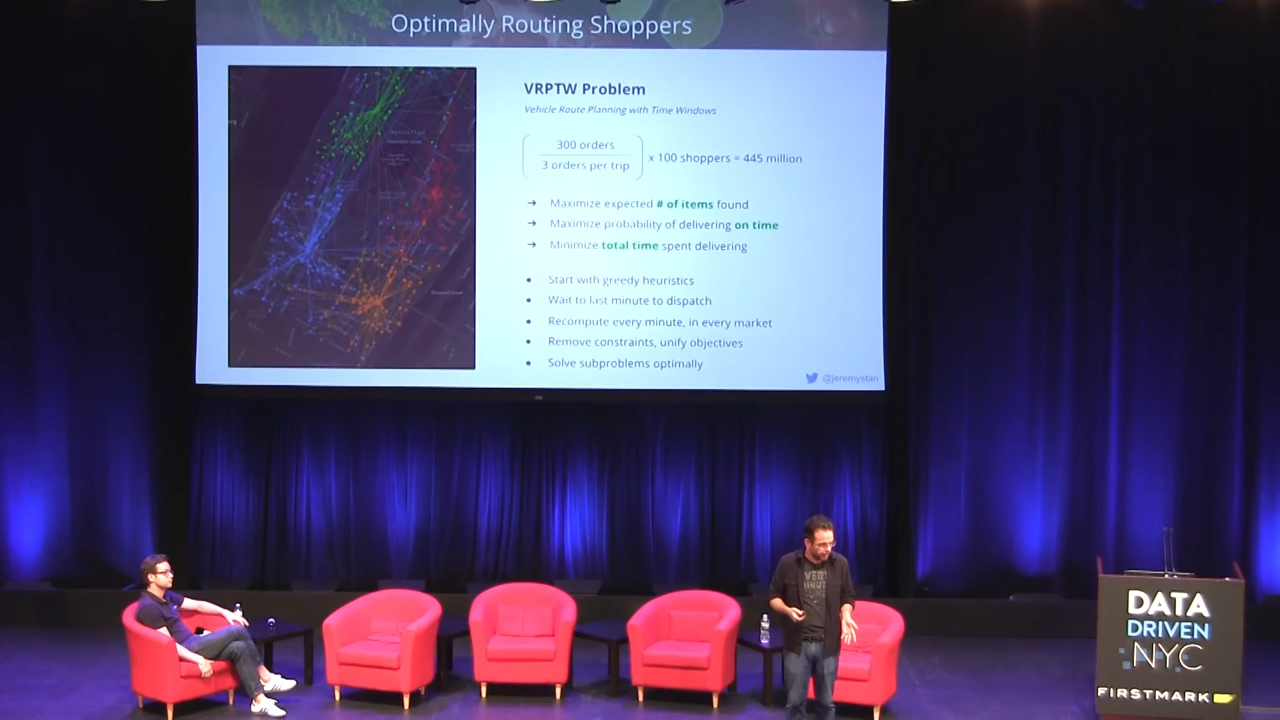 Optimally Routing Shoppers
MANHATTAN
VRPTW Problem
Vehicle Route Planning with Time Windows
300 orders
3 orders per trip
x 100 shoppers = 445 million
→ Maximize expected # of items found
→ Maximize probability of delivering on time
→ Minimize total time spent delivering
• Start with greedy heuristics
• Wait to last minute to dispatch
• Recompute every minute, in every market
• Remove constraints, unify objectives
• Solve subproblems optimally
@jeremystan
DATA
DRIVEN
NYC
FIRSTMARK